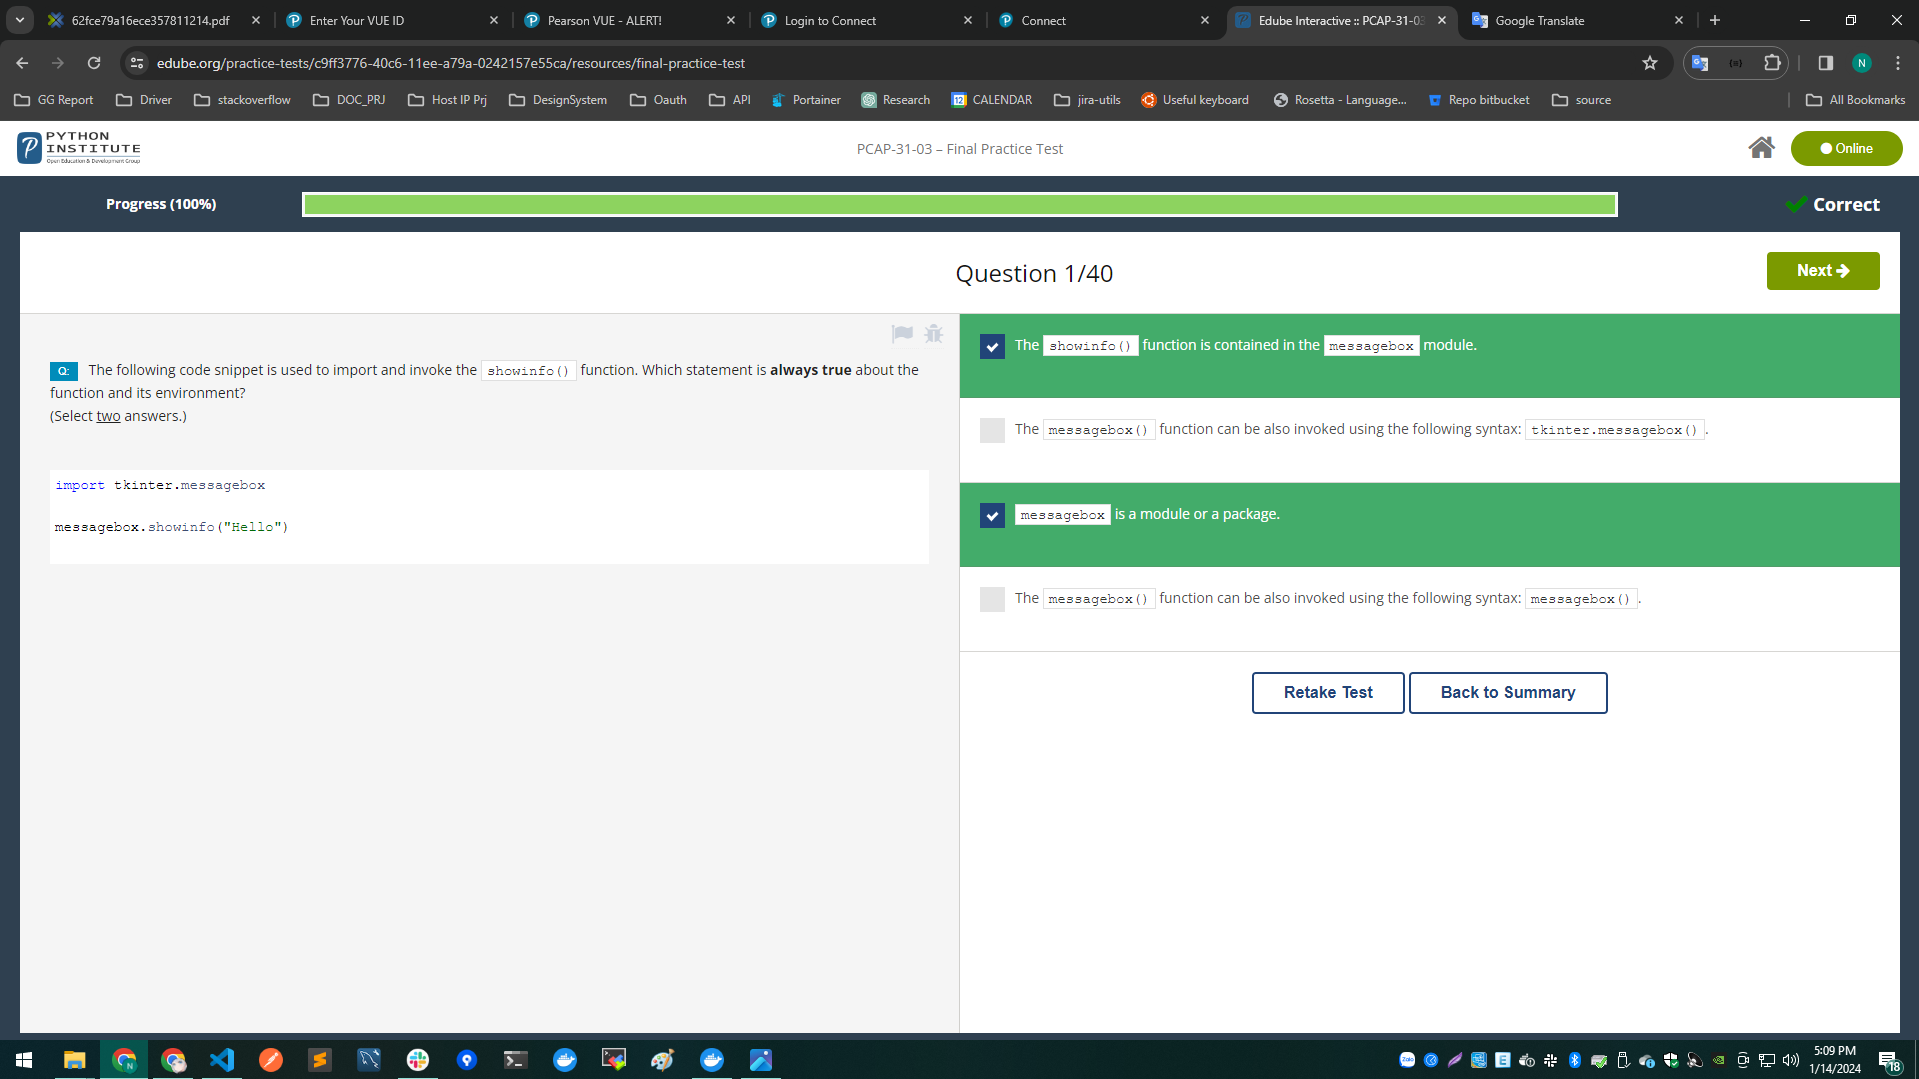 62fce79a16ece357811214.pdf
Enter Your VUE ID
Pearson VUE - ALERT!
Login to Connect
Connect
Edube Interactive :: PCAP-31-03
Google Translate
edube.org/practice-tests/c9ff3776-40c6-11ee-a79a-0242157e55ca/resources/final-practice-test
N
GG Report
Driver
stackoverflow
DOC_PRJ
Host IP Prj
DesignSystem
Oauth
API
Portainer
Research
CALENDAR
jira-utils
Useful keyboard
Rosetta - Language...
Repo bitbucket
source
All Bookmarks
PYTHON
INSTITUTE
Open Education & Development Group
PCAP-31-03 – Final Practice Test
Online
Progress (100%)
Correct
Question 1/40
Next
Q: The following code snippet is used to import and invoke the showinfo() function. Which statement is always true about the
function and its environment?
(Select two answers.)
import tkinter.messagebox
messagebox.showinfo("Hello")
The showinfo() function is contained in the messagebox module.
The messagebox() function can be also invoked using the following syntax: tkinter.messagebox().
messagebox is a module or a package.
The messagebox() function can be also invoked using the following syntax: messagebox().
Retake Test
Back to Summary
5:09 PM
1/14/2024
18